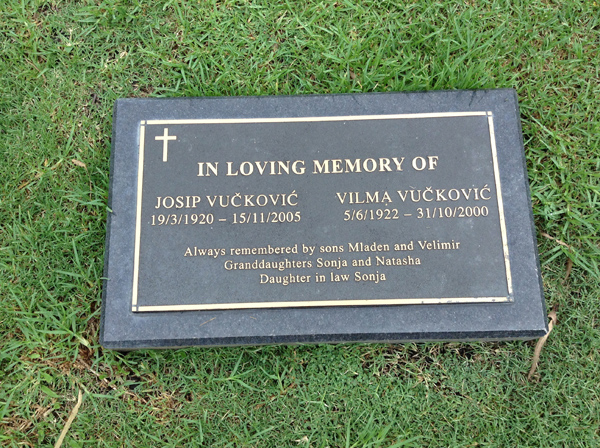 IN LOVING MEMORY OF
JOSIP VUČKOVIĆ VILMA VUČKOVIĆ
19/3/1920 – 15/11/2005 5/6/1922 – 31/10/2000
Always remembered by sons Mladen and Velimir
Granddaughters Sonja and Natasha
Daughter in law Sonja